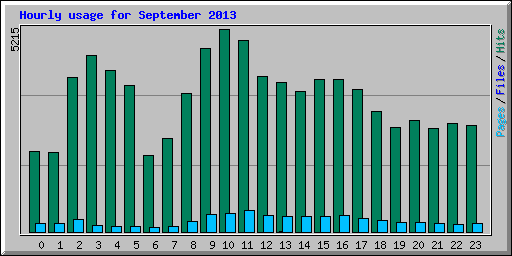 Hourly usage for September 2013
5215
Pages/Files/Hits
0 1 2 3 4 5 6 7 8 9 10 11 12 13 14 15 16 17 18 19 20 21 22 23